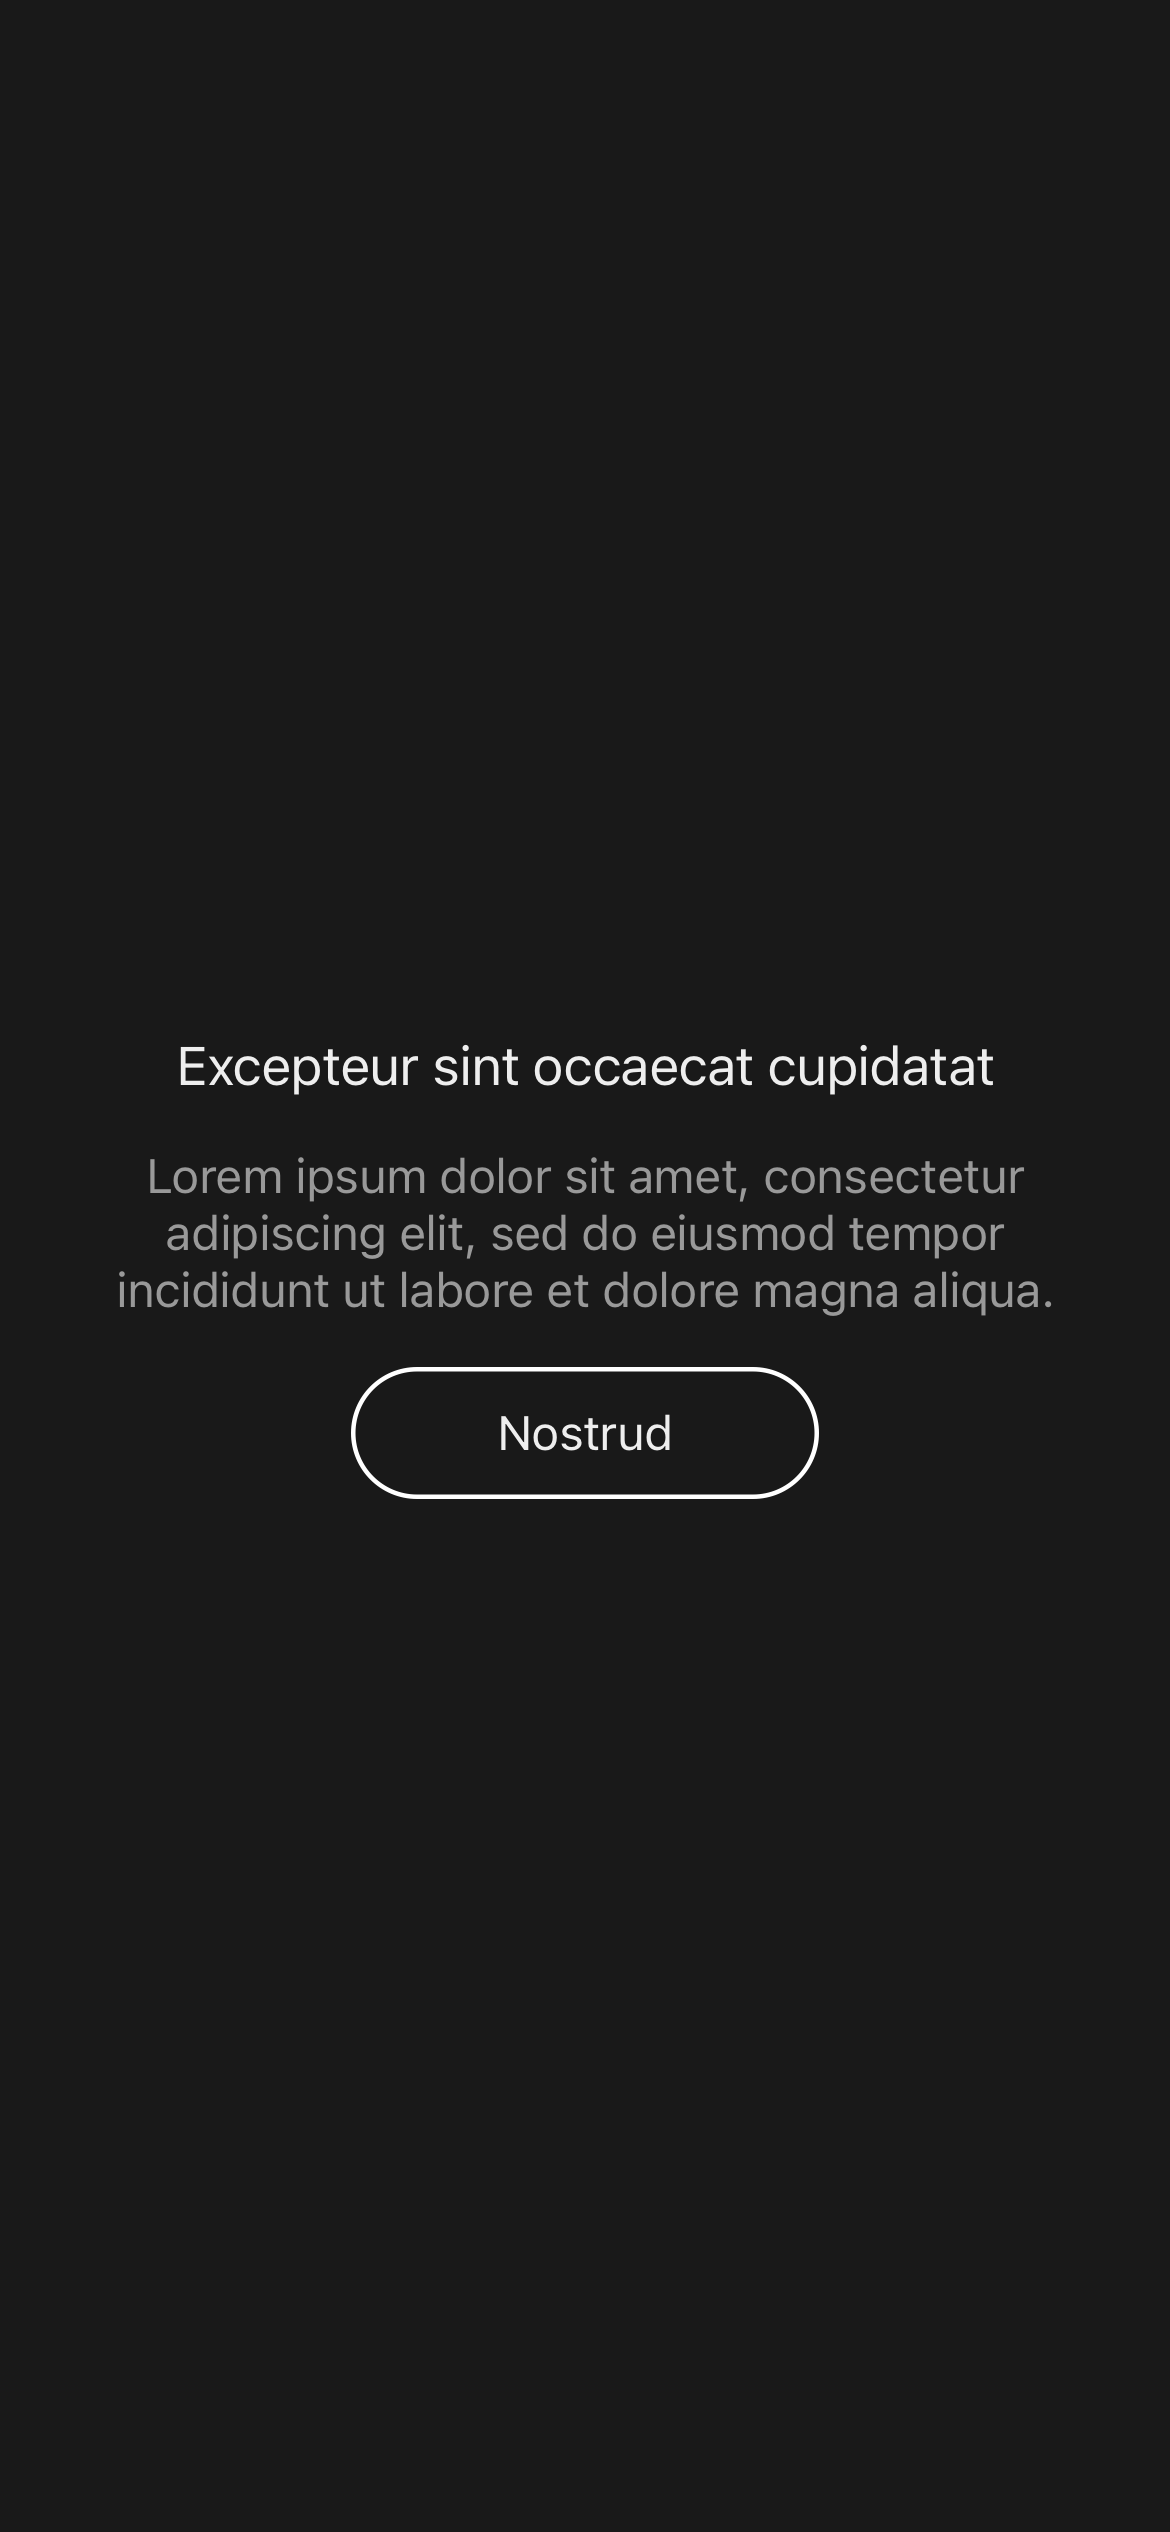 Excepteur sint occaecat cupidatat
Lorem ipsum dolor sit amet, consectetur
adipiscing elit, sed do eiusmod tempor
incididunt ut labore et dolore magna aliqua.
Nostrud